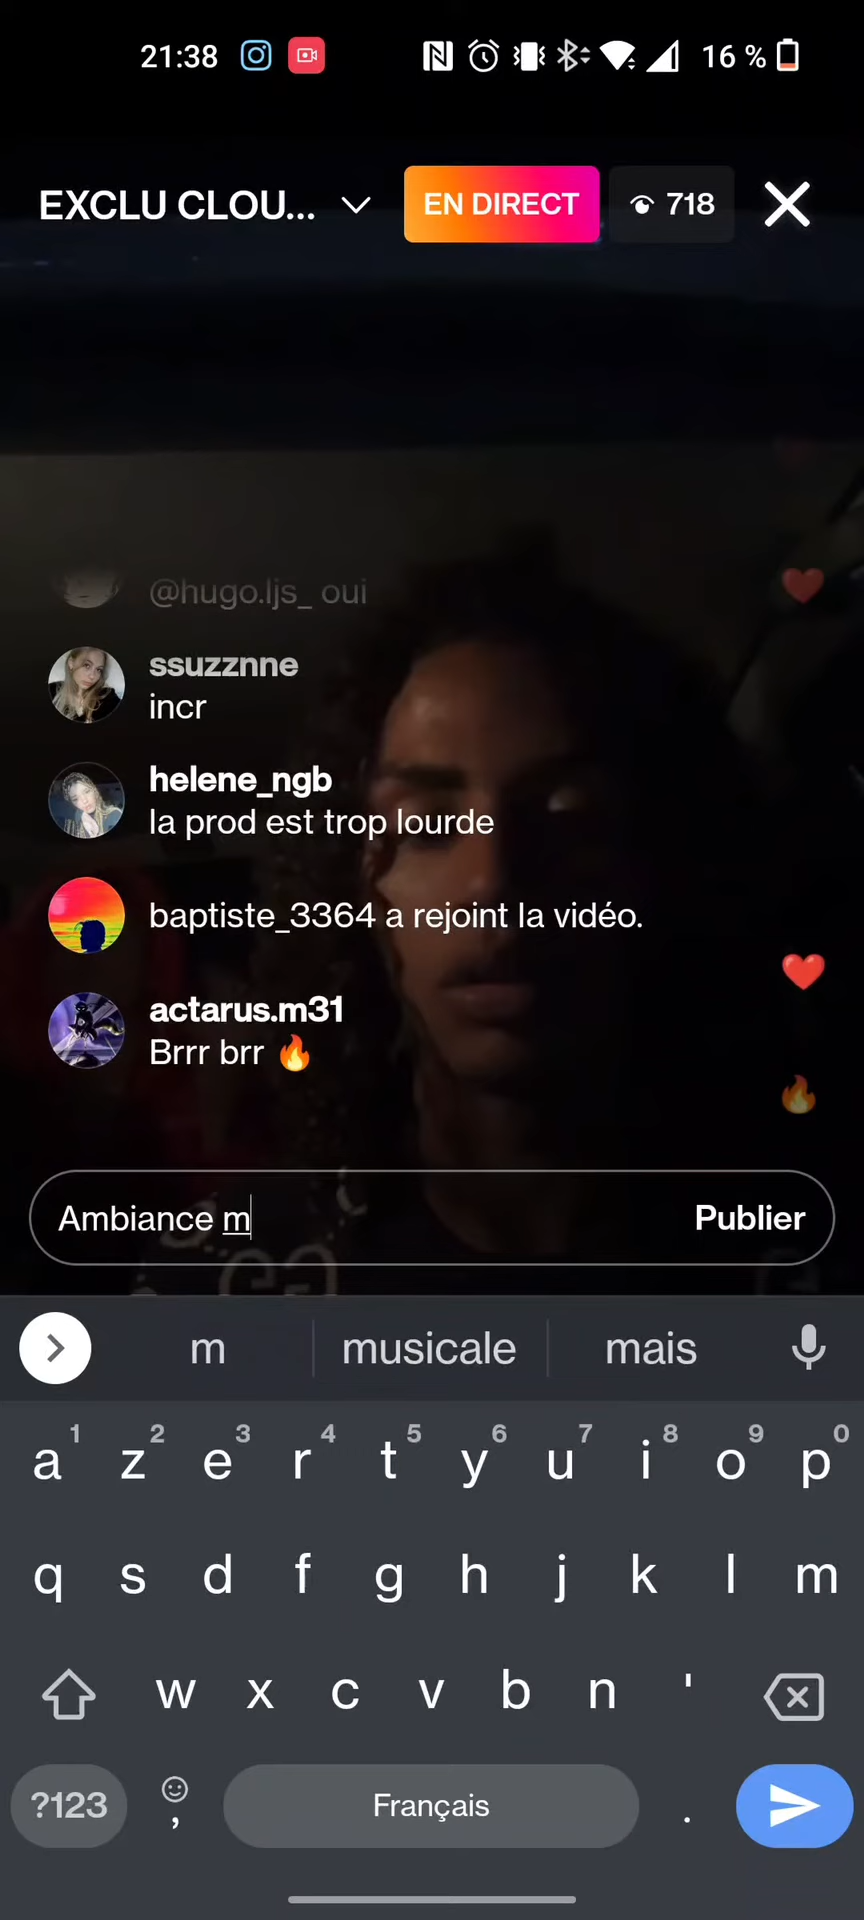 21:38 16 %
EXCLU CLOU... EN DIRECT 718
@hugo.ljs_ oui
ssuzznne
incr
helene_ngb
la prod est trop lourde
baptiste_3364 a rejoint la vidéo.
actarus.m31
Brrr brr 🔥
Ambiance m Publier
m musicale mais
1 2 3 4 5 6 7 8 9 0
a z e r t y u i o p
q s d f g h j k l m
w x c v b n '
?123 , Français .